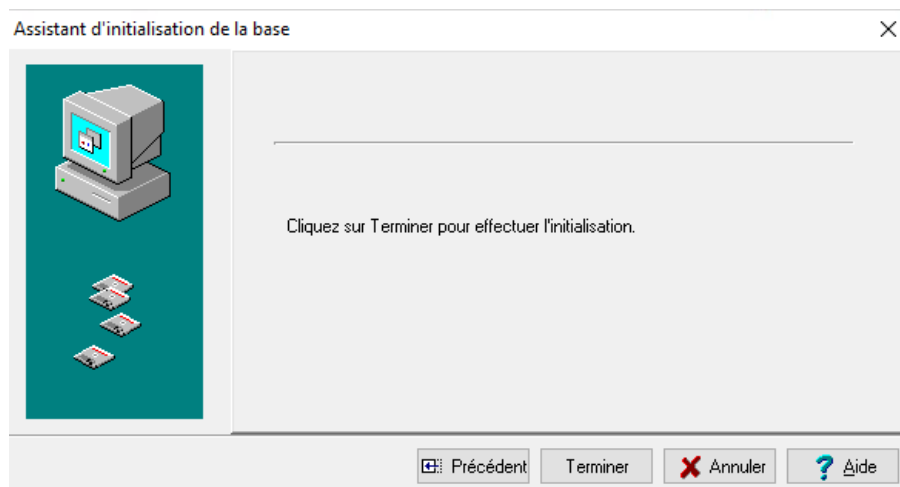 Assistant d'initialisation de la base
Cliquez sur Terminer pour effectuer l'initialisation.
Précédent Terminer Annuler Aide